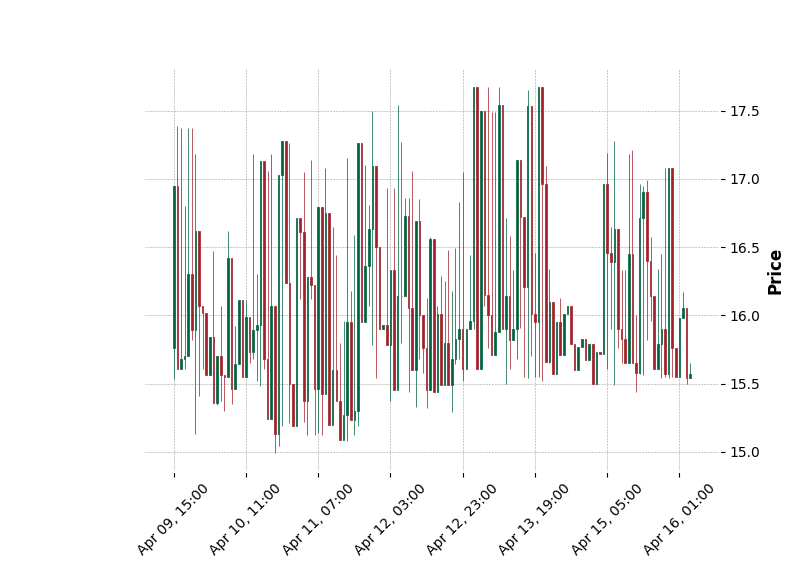 17.5
17.0
16.5
16.0
15.5
15.0
Price
Apr 09, 15:00
Apr 10, 11:00
Apr 11, 07:00
Apr 12, 03:00
Apr 12, 23:00
Apr 13, 19:00
Apr 15, 05:00
Apr 16, 01:00